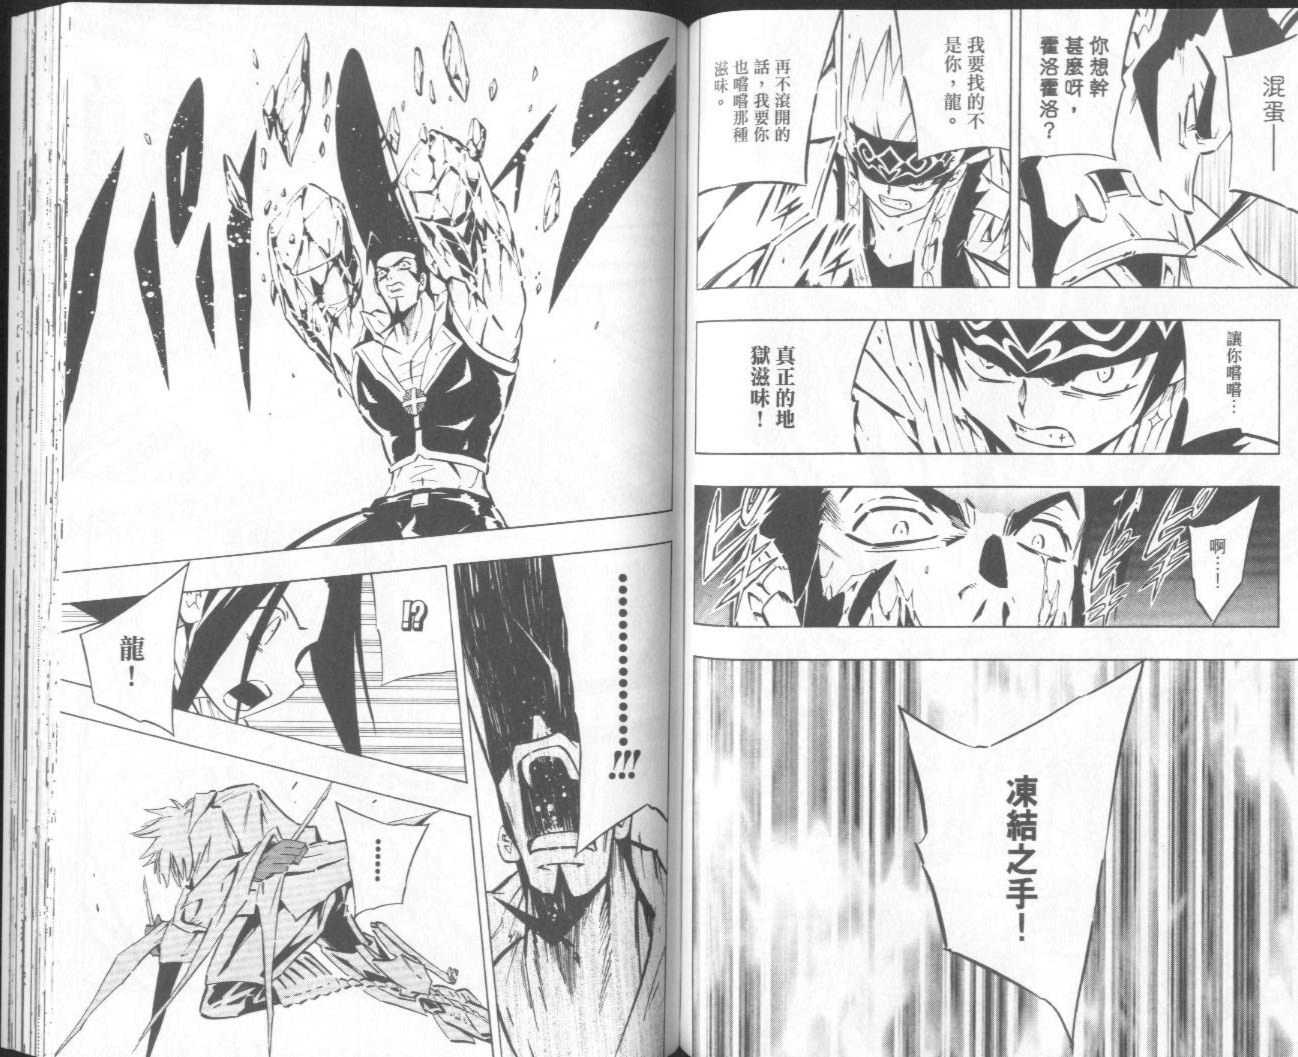 混蛋——
你想幹
甚麼呀，
霍洛霍洛？
我要找的不
是你，龍。
再不滾開的
話，我要你
也嚐嚐那種
滋味。
讓你嚐嚐…
真正的地
獄滋味！
啊…！
凍結之手！
…………!!!
!?
龍！
……